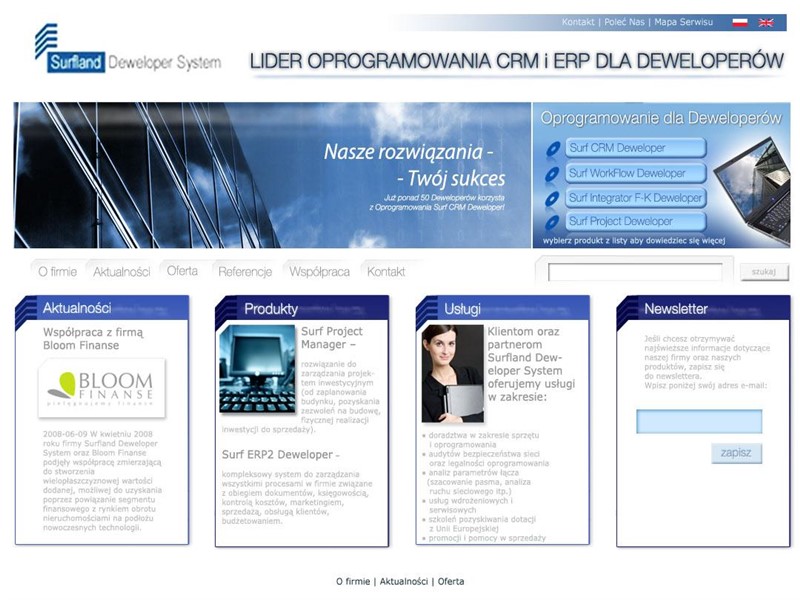 Kontakt | Poleć Nas | Mapa Serwisu
Surfland Deweloper System
LIDER OPROGRAMOWANIA CRM i ERP DLA DEWELOPERÓW
Nasze rozwiązania -
- Twój sukces
Już ponad 50 Deweloperów korzysta
z Oprogramowania Surf CRM Deweloper!
Oprogramowanie dla Deweloperów
Surf CRM Deweloper
Surf WorkFlow Deweloper
Surf Integrator F-K Deweloper
Surf Project Deweloper
wybierz produkt z listy aby dowiedziec się więcej
O firmie
Aktualności
Oferta
Referencje
Współpraca
Kontakt
szukaj
Aktualności
Współpraca z firmą
Bloom Finanse
BLOOM
FINANSE
pielęgnujemy finanse
2008-06-09 W kwietniu 2008
roku firmy Surfland Deweloper
System oraz Bloom Finanse
podjęły współpracę zmierzającą
do stworzenia
wielopłaszczyznowej wartości
dodanej, możliwej do uzyskania
poprzez powiązanie segmentu
finansowego z rynkiem obrotu
nieruchomościami na podłożu
nowoczesnych technologii.
Produkty
Surf Project
Manager –
rozwiązanie do
zarządzania projek-
tem inwestycyjnym
(od zaplanowania
budynku, pozyskania
zezwoleń na budowę,
fizycznej realizacji
inwestycji do sprzedaży).
Surf ERP2 Deweloper -
kompleksowy system do zarządzania
wszystkimi procesami w firmie związane
z obiegiem dokumentów, księgowością,
kontrolą kosztów, marketingiem,
sprzedażą, obsługą klientów,
budżetowaniem.
Usługi
Klientom oraz
partnerom
Surfland Dew-
eloper System
oferujemy usługi
w zakresie:
doradztwa w zakresie sprzętu
i oprogramowania
audytów bezpieczeństwa sieci
oraz legalności oprogramowania
analiz parametrów łącza
(szacowanie pasma, analiza
ruchu sieciowego itp.)
usług wdrożeniowych i
serwisowych
szkoleń pozyskiwania dotacji
z Unii Europejskiej
promocji i pomocy w sprzedaży
Newsletter
Jeśli chcesz otrzymywać
najświeższe informacje dotyczące
naszej firmy oraz naszych
produktów, zapisz się
do newslettera.
Wpisz poniżej swój adres e-mail:
zapisz
O firmie | Aktualności | Oferta